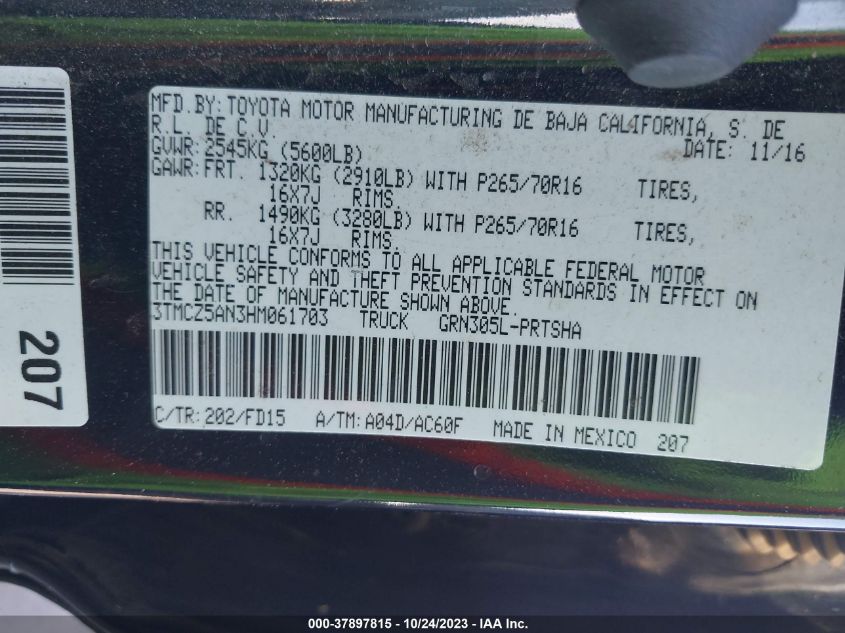 MFD.BY:TOYOTA MOTOR MANUFACTURING DE BAJA CALIFORNIA, S. DE
R.L. DE C.V.
DATE: 11/16
GVWR:2545KG (5600LB)
GAWR:FRT. 1320KG (2910LB) WITH P265/70R16 TIRES,
16X7J RIMS.
RR. 1490KG (3280LB) WITH P265/70R16 TIRES,
16X7J RIMS.
THIS VEHICLE CONFORMS TO ALL APPLICABLE FEDERAL MOTOR
VEHICLE SAFETY AND THEFT PREVENTION STANDARDS IN EFFECT ON
THE DATE OF MANUFACTURE SHOWN ABOVE.
3TMCZ5AN3HM061703 TRUCK GRN305L-PRTSHA
C/TR:202/FD15 A/TM:A04D/AC60F MADE IN MEXICO 207
207
000-37897815 - 10/24/2023 - IAA Inc.